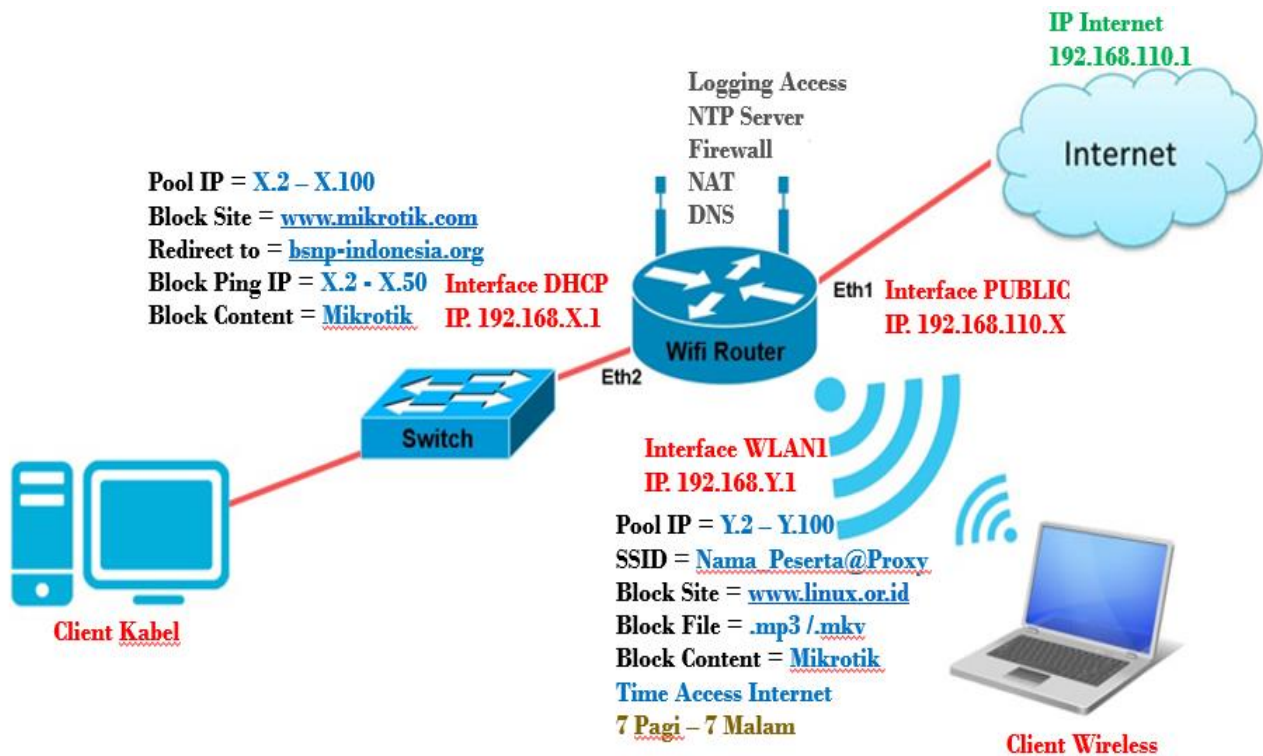 IP Internet
192.168.110.1
Internet
Logging Access
NTP Server
Firewall
NAT
DNS
Pool IP = X.2 – X.100
Block Site = www.mikrotik.com
Redirect to = bsnp-indonesia.org
Block Ping IP = X.2 - X.50
Block Content = Mikrotik
Interface DHCP
IP. 192.168.X.1
Eth1
Interface PUBLIC
IP. 192.168.110.X
Wifi Router
Eth2
Switch
Client Kabel
Interface WLAN1
IP. 192.168.Y.1
Pool IP = Y.2 – Y.100
SSID = Nama_Peserta@Proxy
Block Site = www.linux.or.id
Block File = .mp3 /.mkv
Block Content = Mikrotik
Time Access Internet
7 Pagi – 7 Malam
Client Wireless